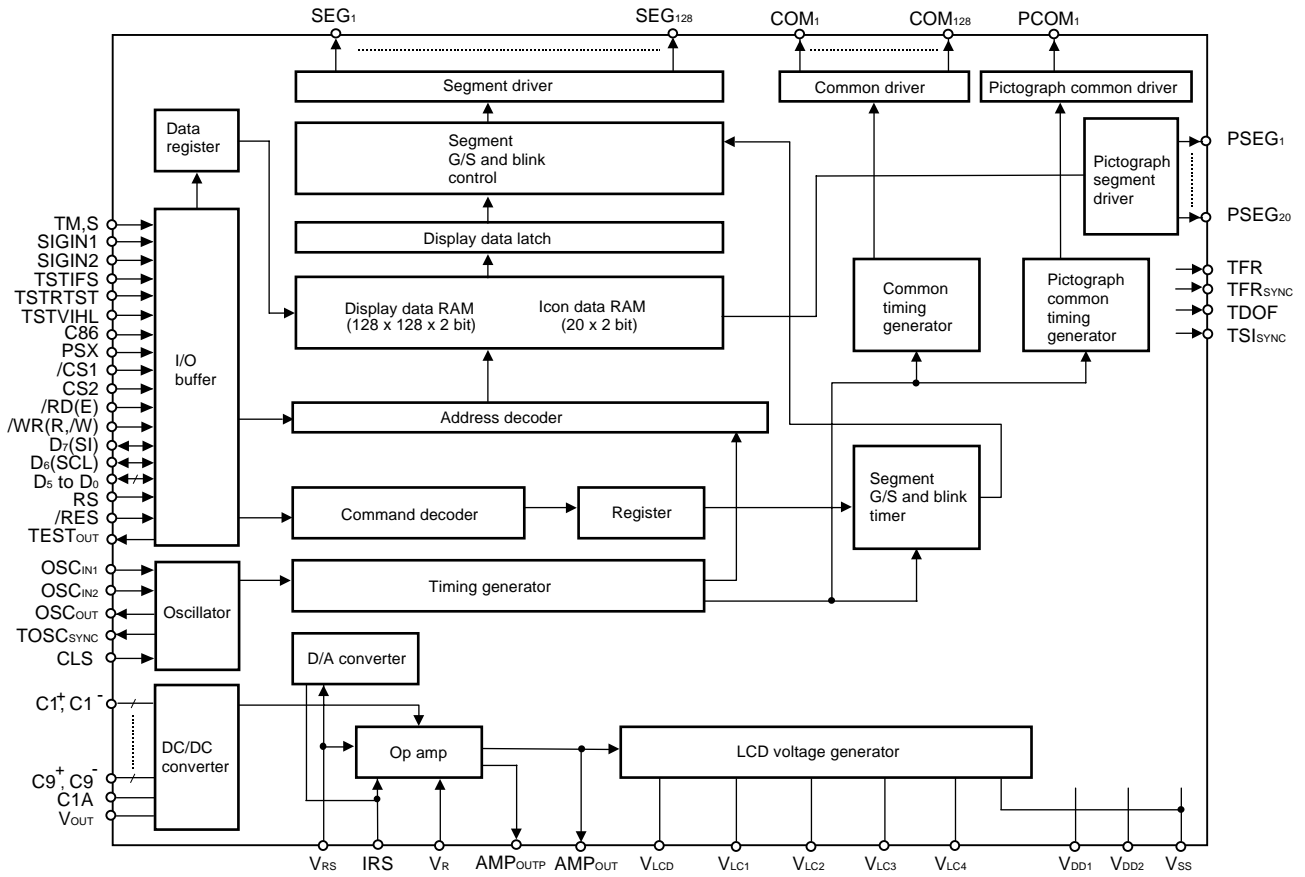 SEG1
SEG128
COM1
COM128
PCOM1
Segment driver
Common driver
Pictograph common driver
Data
register
Segment
G/S and blink
control
Pictograph
segment
driver
PSEG1
PSEG20
Display data latch
Display data RAM
(128 x 128 x 2 bit)
Icon data RAM
(20 x 2 bit)
Common
timing
generator
Pictograph
common
timing
generator
TFR
TFRSYNC
TDOF
TSISYNC
TM,S
SIGIN1
SIGIN2
TSTIFS
TSTRTST
TSTVIHL
C86
PSX
/CS1
CS2
/RD(E)
/WR(R,/W)
D7(SI)
D6(SCL)
D5 to D0
RS
/RES
TESTOUT
I/O
buffer
Address decoder
Command decoder
Register
Segment
G/S and blink
timer
OSCIN1
OSCIN2
OSCOUT
TOSCSYNC
CLS
Oscillator
Timing generator
D/A converter
C1+, C1-
C9+, C9-
C1A
VOUT
DC/DC
converter
Op amp
LCD voltage generator
VRS
IRS
VR
AMPOUTP
AMPOUT
VLCD
VLC1
VLC2
VLC3
VLC4
VDD1
VDD2
VSS